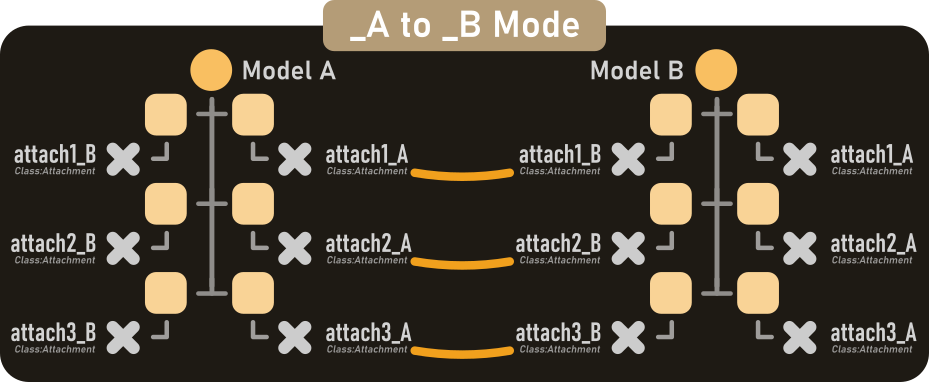 _A to _B Mode
Model A
Model B
attach1_B
Class:Attachment
attach1_A
Class:Attachment
attach1_B
Class:Attachment
attach1_A
Class:Attachment
attach2_B
Class:Attachment
attach2_A
Class:Attachment
attach2_B
Class:Attachment
attach2_A
Class:Attachment
attach3_B
Class:Attachment
attach3_A
Class:Attachment
attach3_B
Class:Attachment
attach3_A
Class:Attachment